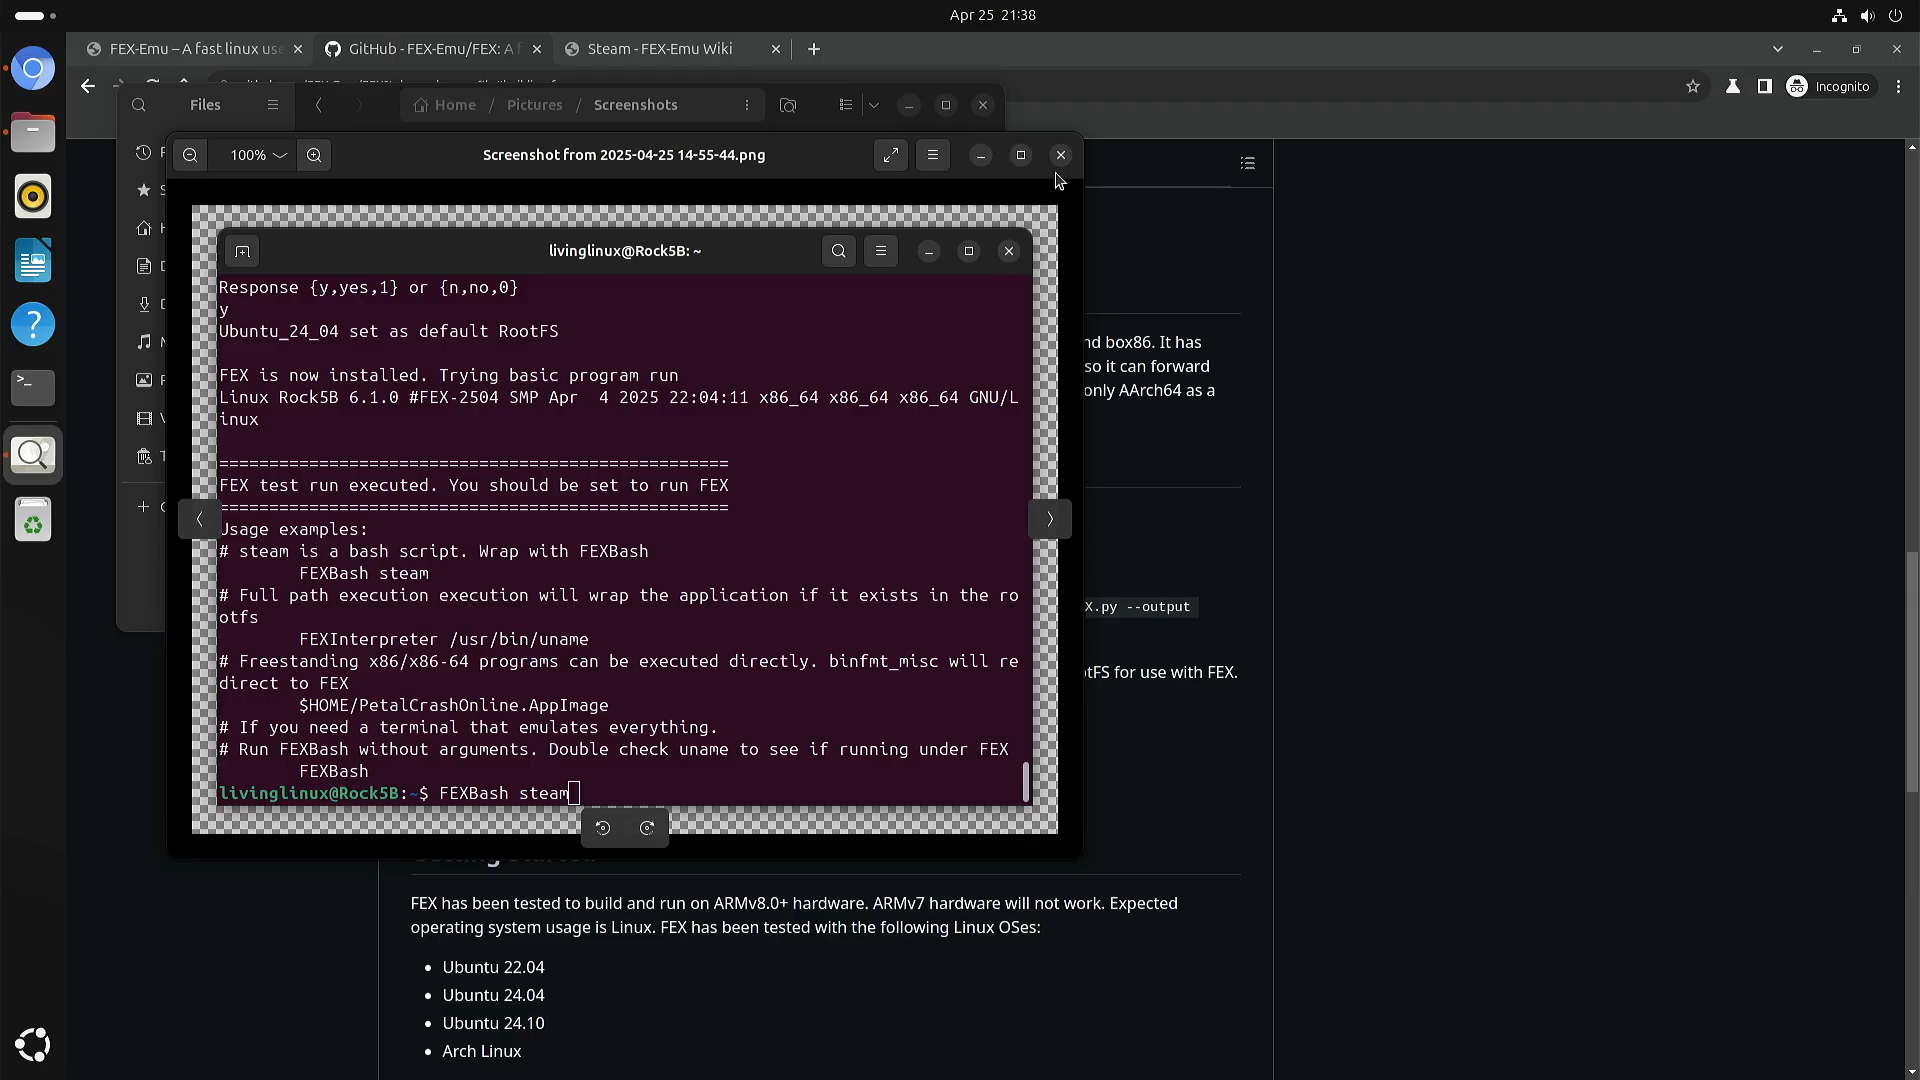 Apr 25 21:38
FEX-Emu – A fast linux use
GitHub - FEX-Emu/FEX: A f
Steam - FEX-Emu Wiki
Incognito
Files
Home / Pictures / Screenshots
100%
Screenshot from 2025-04-25 14-55-44.png
livinglinux@Rock5B: ~
Response {y,yes,1} or {n,no,0}
y
Ubuntu_24_04 set as default RootFS
FEX is now installed. Trying basic program run
Linux Rock5B 6.1.0 #FEX-2504 SMP Apr  4 2025 22:04:11 x86_64 x86_64 x86_64 GNU/L
inux
===================================================
FEX test run executed. You should be set to run FEX
===================================================
Usage examples:
# steam is a bash script. Wrap with FEXBash
FEXBash steam
# Full path execution execution will wrap the application if it exists in the ro
otfs
FEXInterpreter /usr/bin/uname
# Freestanding x86/x86-64 programs can be executed directly. binfmt_misc will re
direct to FEX
$HOME/PetalCrashOnline.AppImage
# If you need a terminal that emulates everything.
# Run FEXBash without arguments. Double check uname to see if running under FEX
FEXBash
livinglinux@Rock5B:~$ FEXBash steam
nd box86. It has
so it can forward
only AArch64 as a
X.py --output
otFS for use with FEX.
FEX has been tested to build and run on ARMv8.0+ hardware. ARMv7 hardware will not work. Expected
operating system usage is Linux. FEX has been tested with the following Linux OSes:
• Ubuntu 22.04
• Ubuntu 24.04
• Ubuntu 24.10
• Arch Linux